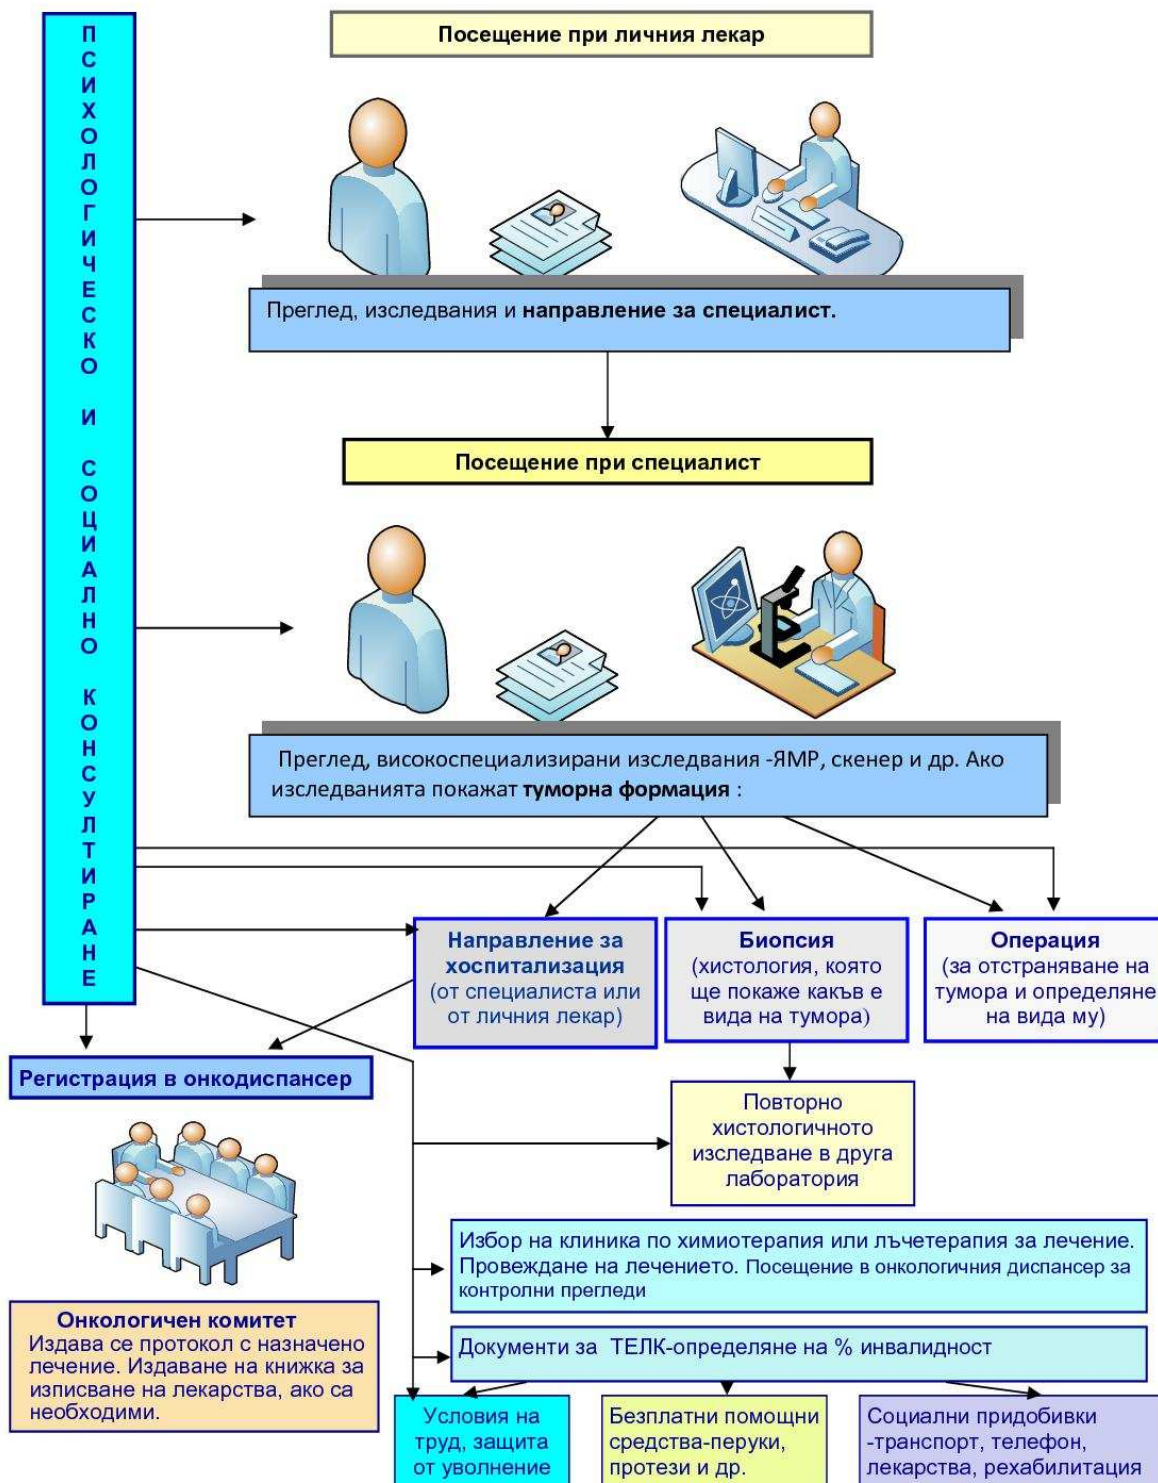 ПСИХОЛОГИЧЕСКО И СОЦИАЛНО КОНСУЛТИРАНЕ
Посещение при личния лекар
Преглед, изследвания и направление за специалист.
Посещение при специалист
Преглед, високоспециализирани изследвания -ЯМР, скенер и др. Ако
изследванията покажат туморна формация :
Направление за
хоспитализация
(от специалиста или
от личния лекар)
Биопсия
(хистология, която
ще покаже какъв е
вида на тумора)
Операция
(за отстраняване на
тумора и определяне
на вида му)
Регистрация в онкодиспансер
Повторно
хистологичното
изследване в друга
лаборатория
Избор на клиника по химиотерапия или лъчетерапия за лечение.
Провеждане на лечението. Посещение в онкологичния диспансер за
контролни прегледи
Онкологичен комитет
Издава се протокол с назначено
лечение. Издаване на книжка за
изписване на лекарства, ако са
необходими.
Документи за ТЕЛК-определяне на % инвалидност
Условия на
труд, защита
от уволнение
Безплатни помощни
средства-перуки,
протези и др.
Социални придобивки
-транспорт, телефон,
лекарства, рехабилитация